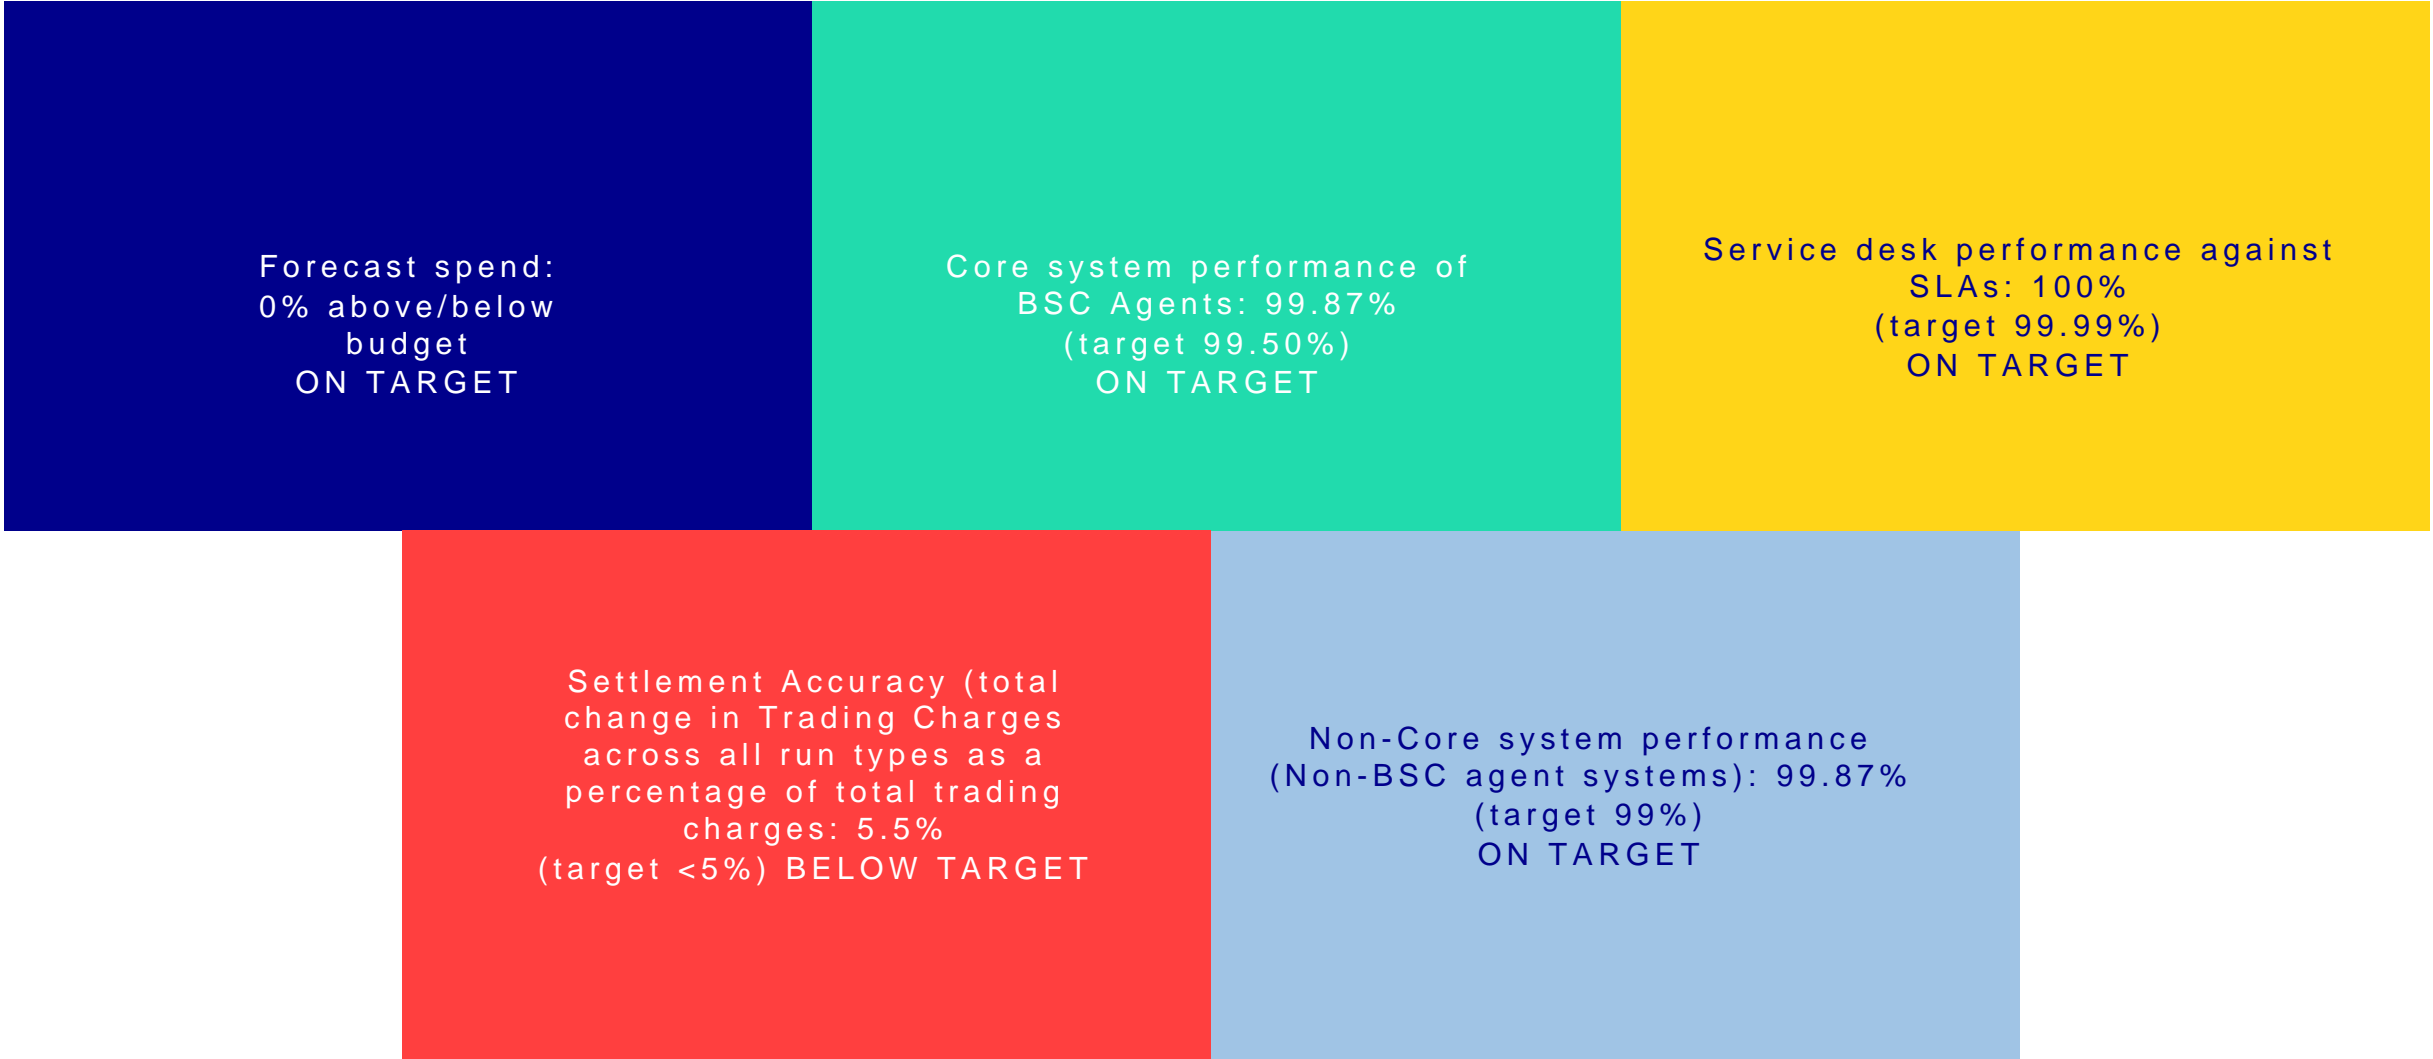 Forecast spend:
0% above/below
budget
ON TARGET
Core system performance of
BSC Agents: 99.87%
(target 99.50%)
ON TARGET
Service desk performance against
SLAs: 100%
(target 99.99%)
ON TARGET
Settlement Accuracy (total
change in Trading Charges
across all run types as a
percentage of total trading
charges: 5.5%
(target <5%) BELOW TARGET
Non-Core system performance
(Non-BSC agent systems): 99.87%
(target 99%)
ON TARGET